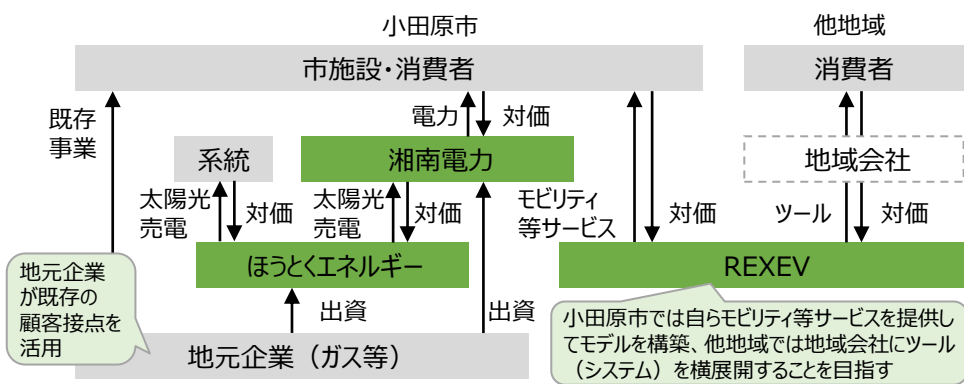 小田原市
他地域
市施設・消費者
消費者
既存
事業
電力
対価
系統
湘南電力
地域会社
太陽光
売電
対価
太陽光
売電
対価
モビリティ
等サービス
対価
ツール
対価
ほうとくエネルギー
REXEV
地元企業
が既存の
顧客接点を
活用
出資
出資
小田原市では自らモビリティ等サービスを提供し
てモデルを構築、他地域では地域会社にツール
（システム）を横展開することを目指す
地元企業（ガス等）